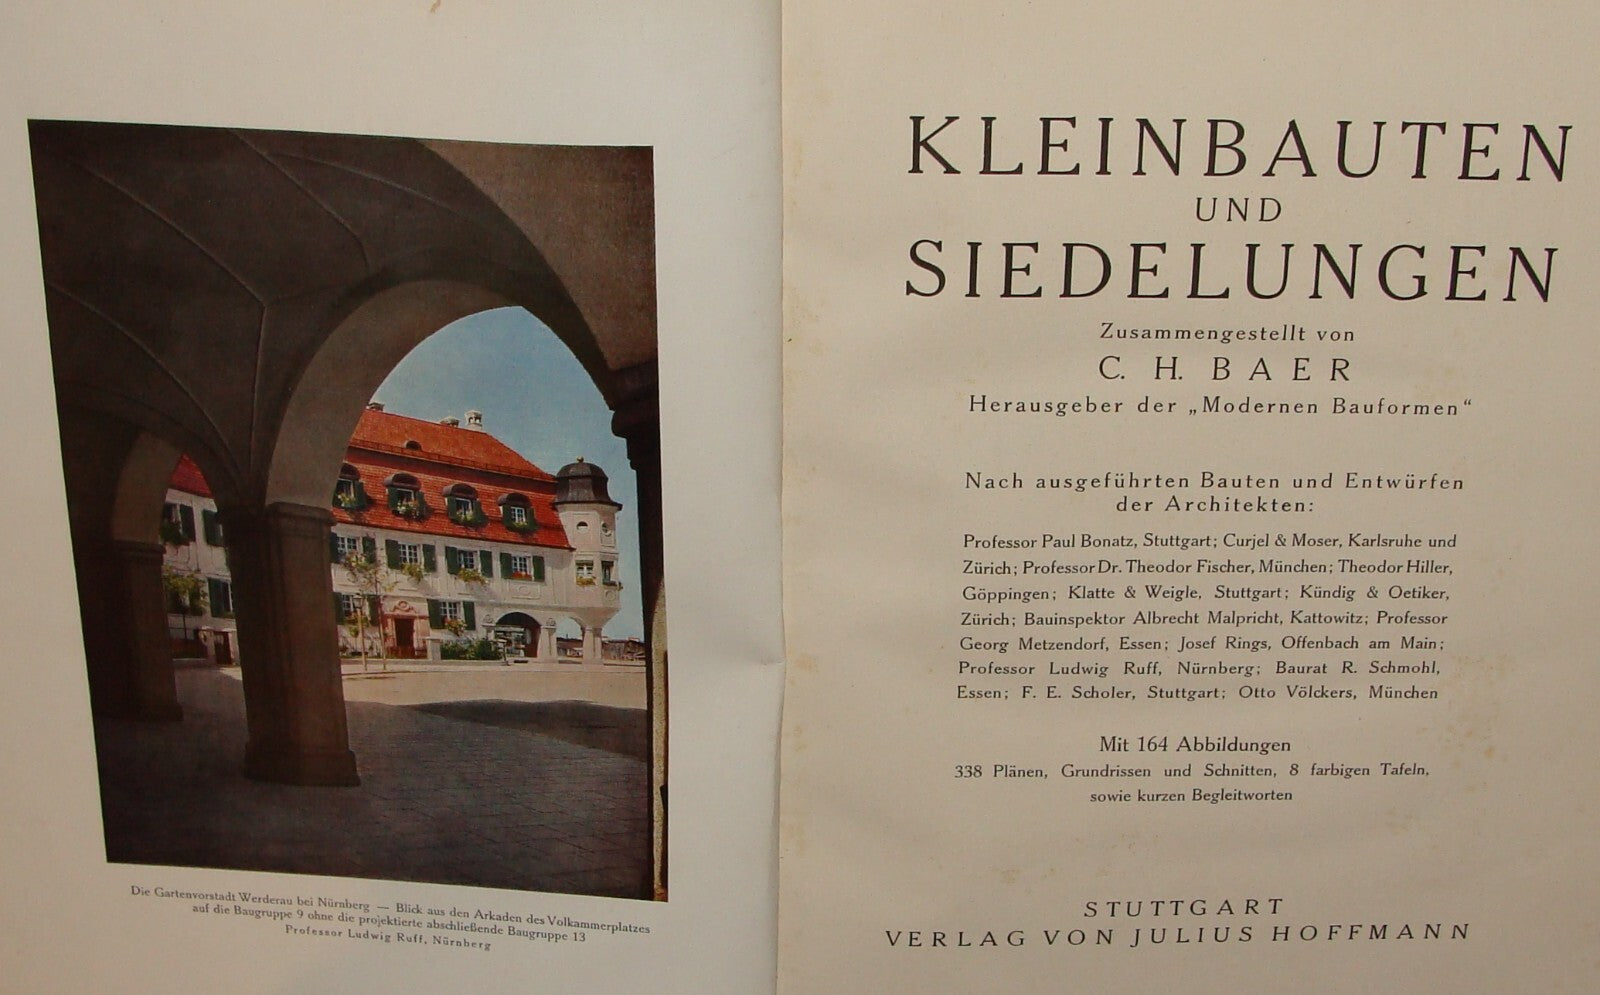 Die Gartenvorstadt Werderau bei Nürnberg — Blick aus den Arkaden des Volkammerplatzes
auf die Baugruppe 9 ohne die projektierte abschließende Baugruppe 13
Professor Ludwig Ruff, Nürnberg
KLEINBAUTEN
UND
SIEDELUNGEN
Zusammengestellt von
C. H. BAER
Herausgeber der „Modernen Bauformen“
Nach ausgeführten Bauten und Entwürfen
der Architekten:
Professor Paul Bonatz, Stuttgart; Curjel & Moser, Karlsruhe und
Zürich; Professor Dr. Theodor Fischer, München; Theodor Hiller,
Göppingen; Klatte & Weigle, Stuttgart; Kündig & Oetiker,
Zürich; Bauinspektor Albrecht Malpricht, Kattowitz; Professor
Georg Metzendorf, Essen; Josef Rings, Offenbach am Main;
Professor Ludwig Ruff, Nürnberg; Baurat R. Schmohl,
Essen; F. E. Scholer, Stuttgart; Otto Völckers, München
Mit 164 Abbildungen
338 Plänen, Grundrissen und Schnitten, 8 farbigen Tafeln,
sowie kurzen Begleitworten
STUTTGART
VERLAG VON JULIUS HOFFMANN